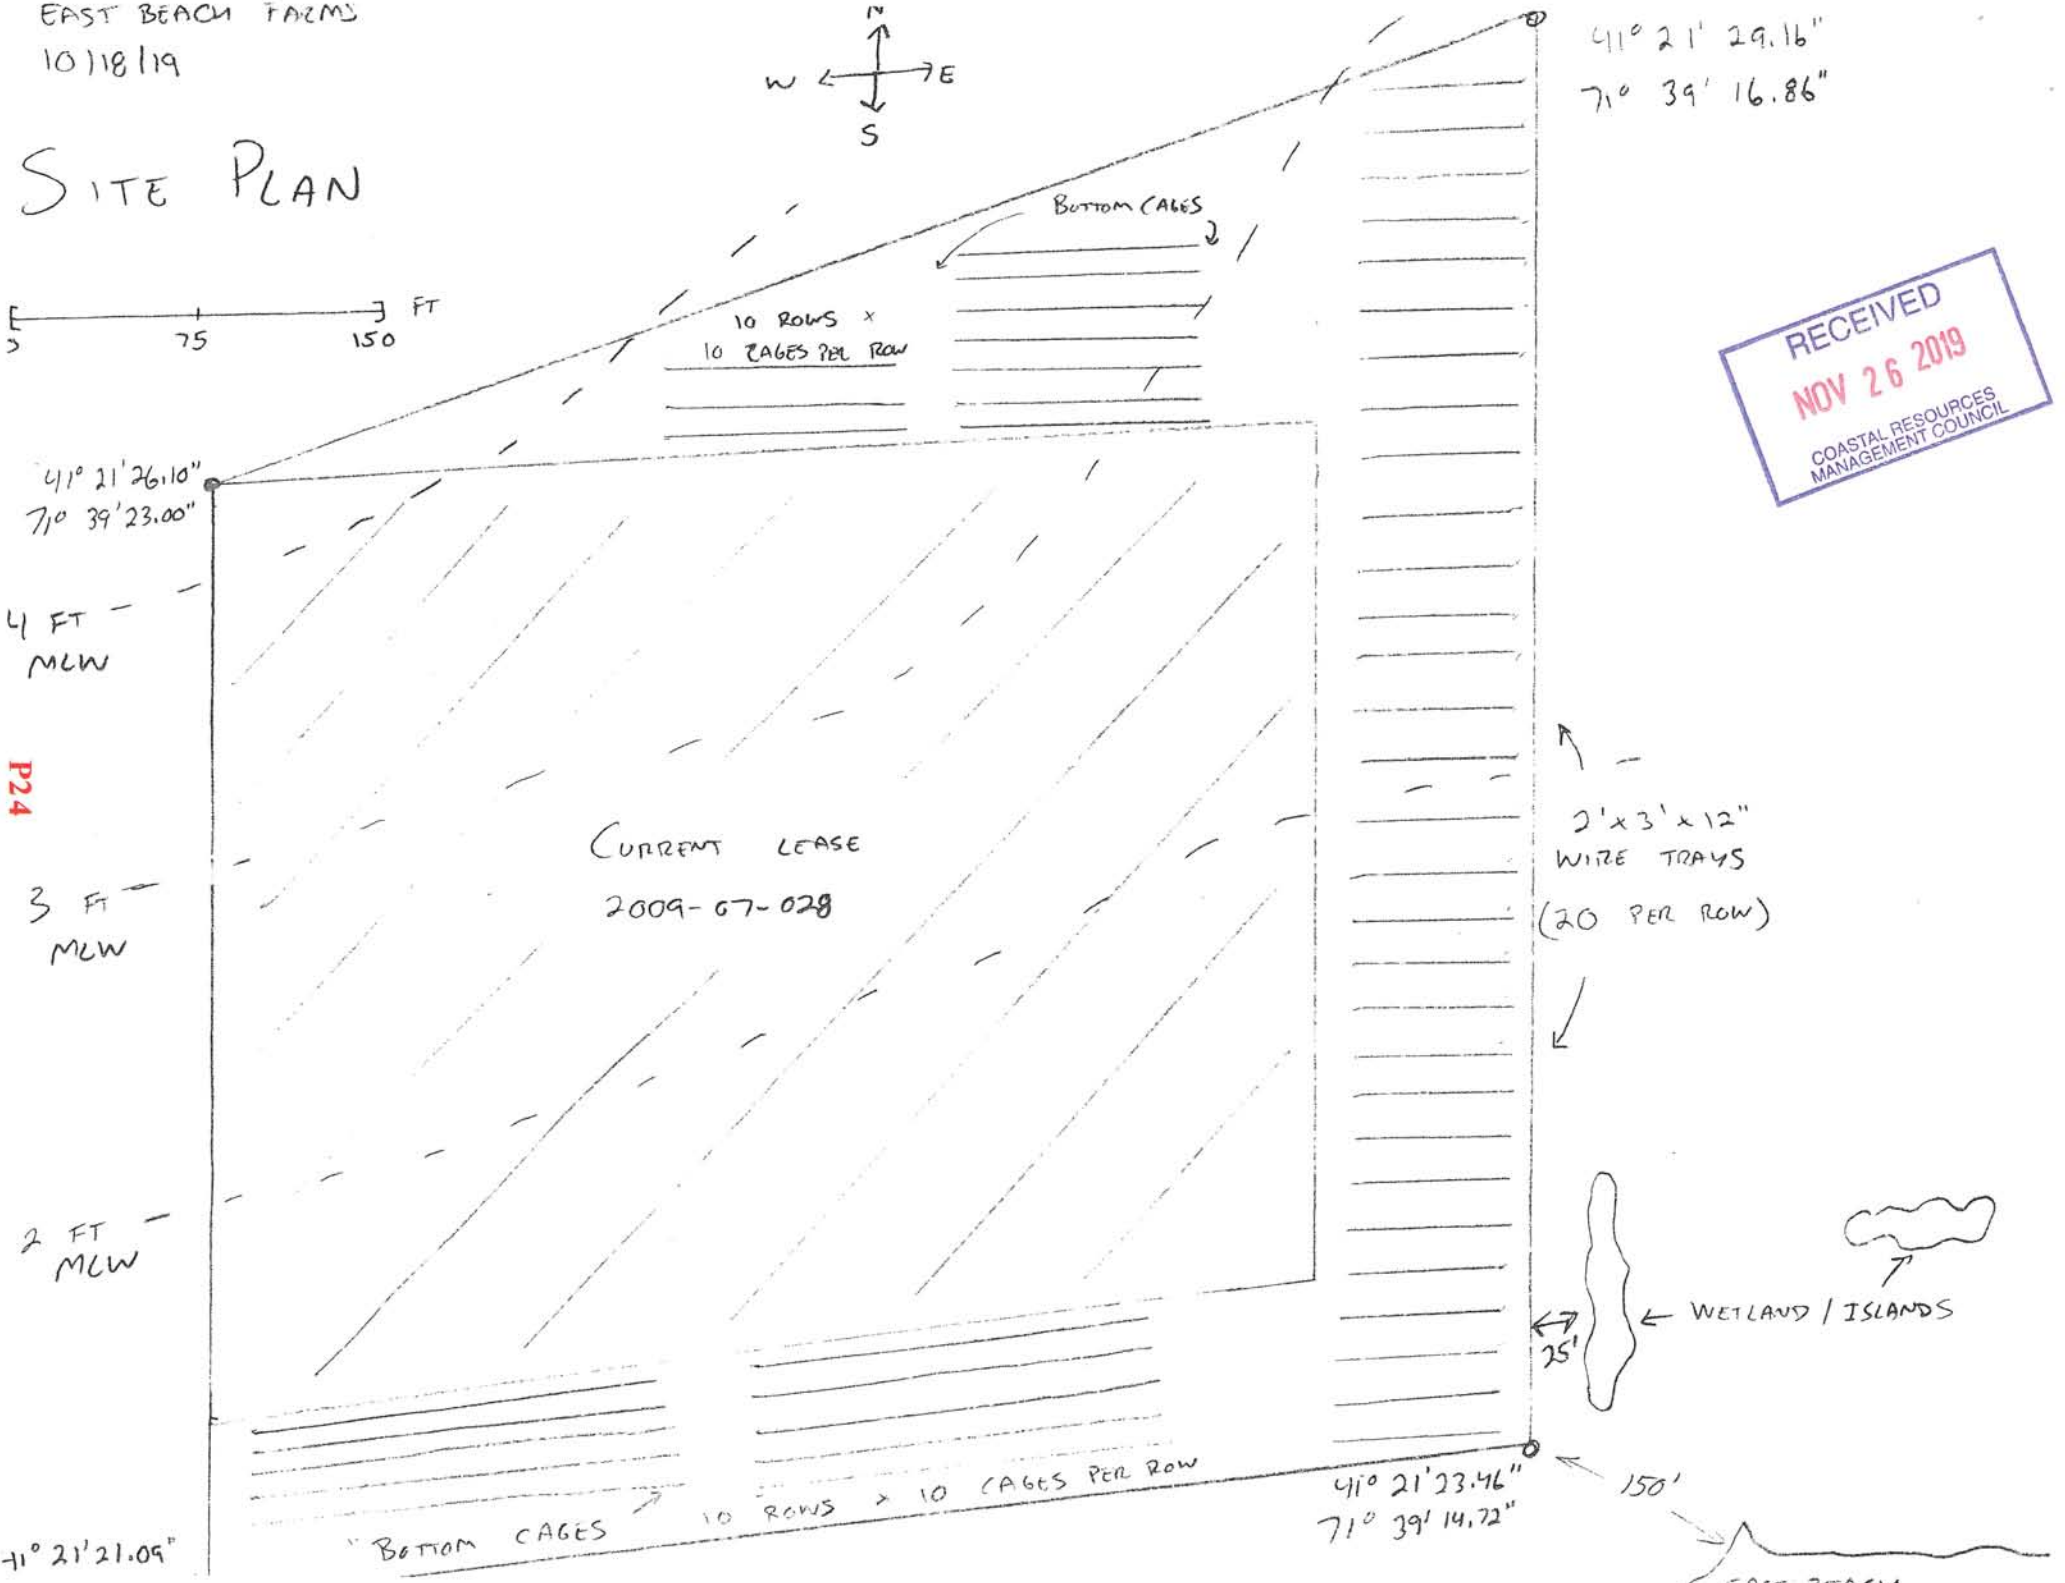 EAST BEACH FARMS
10/18/19
SITE PLAN
N
W E
S
75 150 FT
41° 21' 29.16"
71° 39' 16.86"
BOTTOM CAGES
10 ROWS x
10 CAGES PER ROW
RECEIVED
NOV 26 2019
COASTAL RESOURCES
MANAGEMENT COUNCIL
41° 21' 26.10"
71° 39' 23.00"
4 FT
MLW
P24
3 FT
MLW
2 FT
MLW
CURRENT LEASE
2009-07-028
2' x 3' x 12"
WIRE TRAYS
(20 PER ROW)
WETLAND / ISLANDS
25'
BOTTOM CAGES
10 ROWS x 10 CAGES PER ROW
41° 21' 23.46"
71° 39' 14.72"
150'
1° 21' 21.09"
EAST BEACH